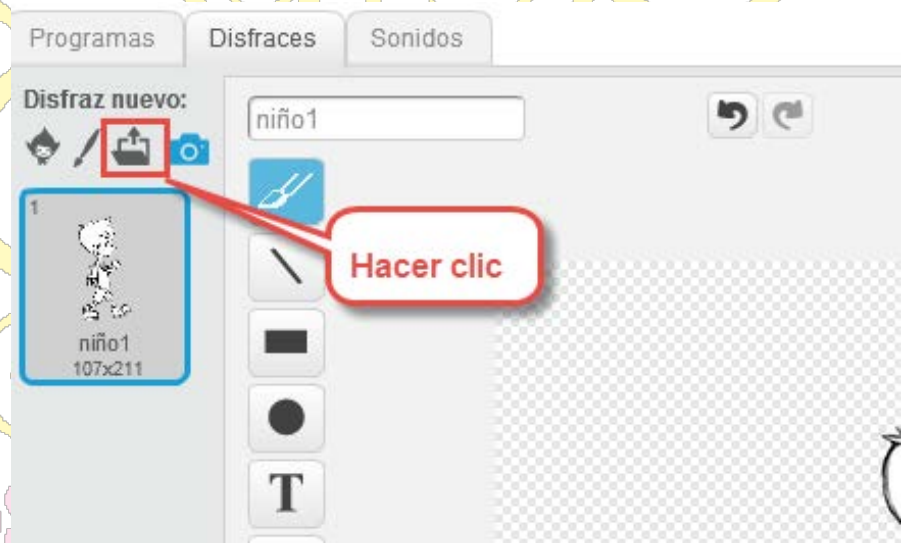 Programas Disfraces Sonidos
Disfraz nuevo:
niño1
1
niño1
107x211
Hacer clic
T